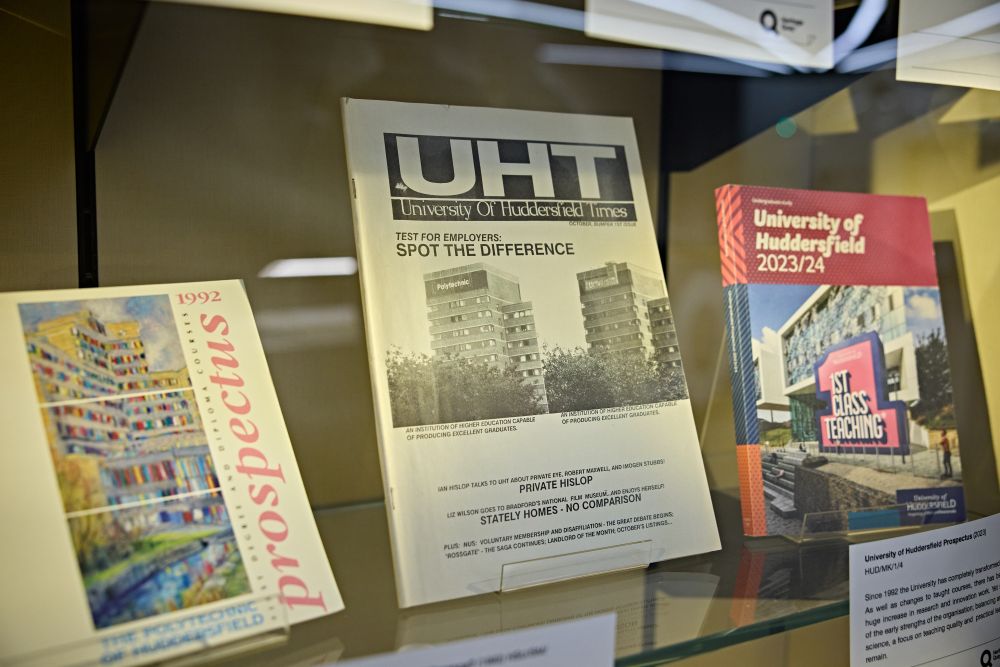 1992
prospectus
FIRST DEGREE AND DIPLOMA COURSES
THE POLYTECHNIC
OF HUDDERSFIELD
UHT
University Of Huddersfield Times
OCTOBER, BUMPER 1ST ISSUE
TEST FOR EMPLOYERS:
SPOT THE DIFFERENCE
Polytechnic
University
AN INSTITUTION OF HIGHER EDUCATION CAPABLE
OF PRODUCING EXCELLENT GRADUATES.
AN INSTITUTION OF HIGHER EDUCATION CAPABLE
OF PRODUCING EXCELLENT GRADUATES.
IAN HISLOP TALKS TO UHT ABOUT PRIVATE EYE, ROBERT MAXWELL, AND IMOGEN STUBBS!
PRIVATE HISLOP
LIZ WILSON GOES TO BRADFORD'S NATIONAL FILM MUSEUM, AND ENJOYS HERSELF!
STATELY HOMES - NO COMPARISON
PLUS: NUS: VOLUNTARY MEMBERSHIP AND DISAFFILIATION - THE GREAT DEBATE BEGINS;
'ROSSGATE' - THE SAGA CONTINUES; LANDLORD OF THE MONTH; OCTOBER'S LISTINGS...
Undergraduate study
University of
Huddersfield
2023/24
1ST
CLASS
TEACHING
University of
HUDDERSFIELD
University of Huddersfield Prospectus (2023)
HUD/MK/1/4
Since 1992 the University has completely transformed
As well as changes to taught courses, there has be
huge increase in research and innovation work. Yet
of the early strengths of the organisation; balancing
science, a focus on teaching quality and practical
remain.